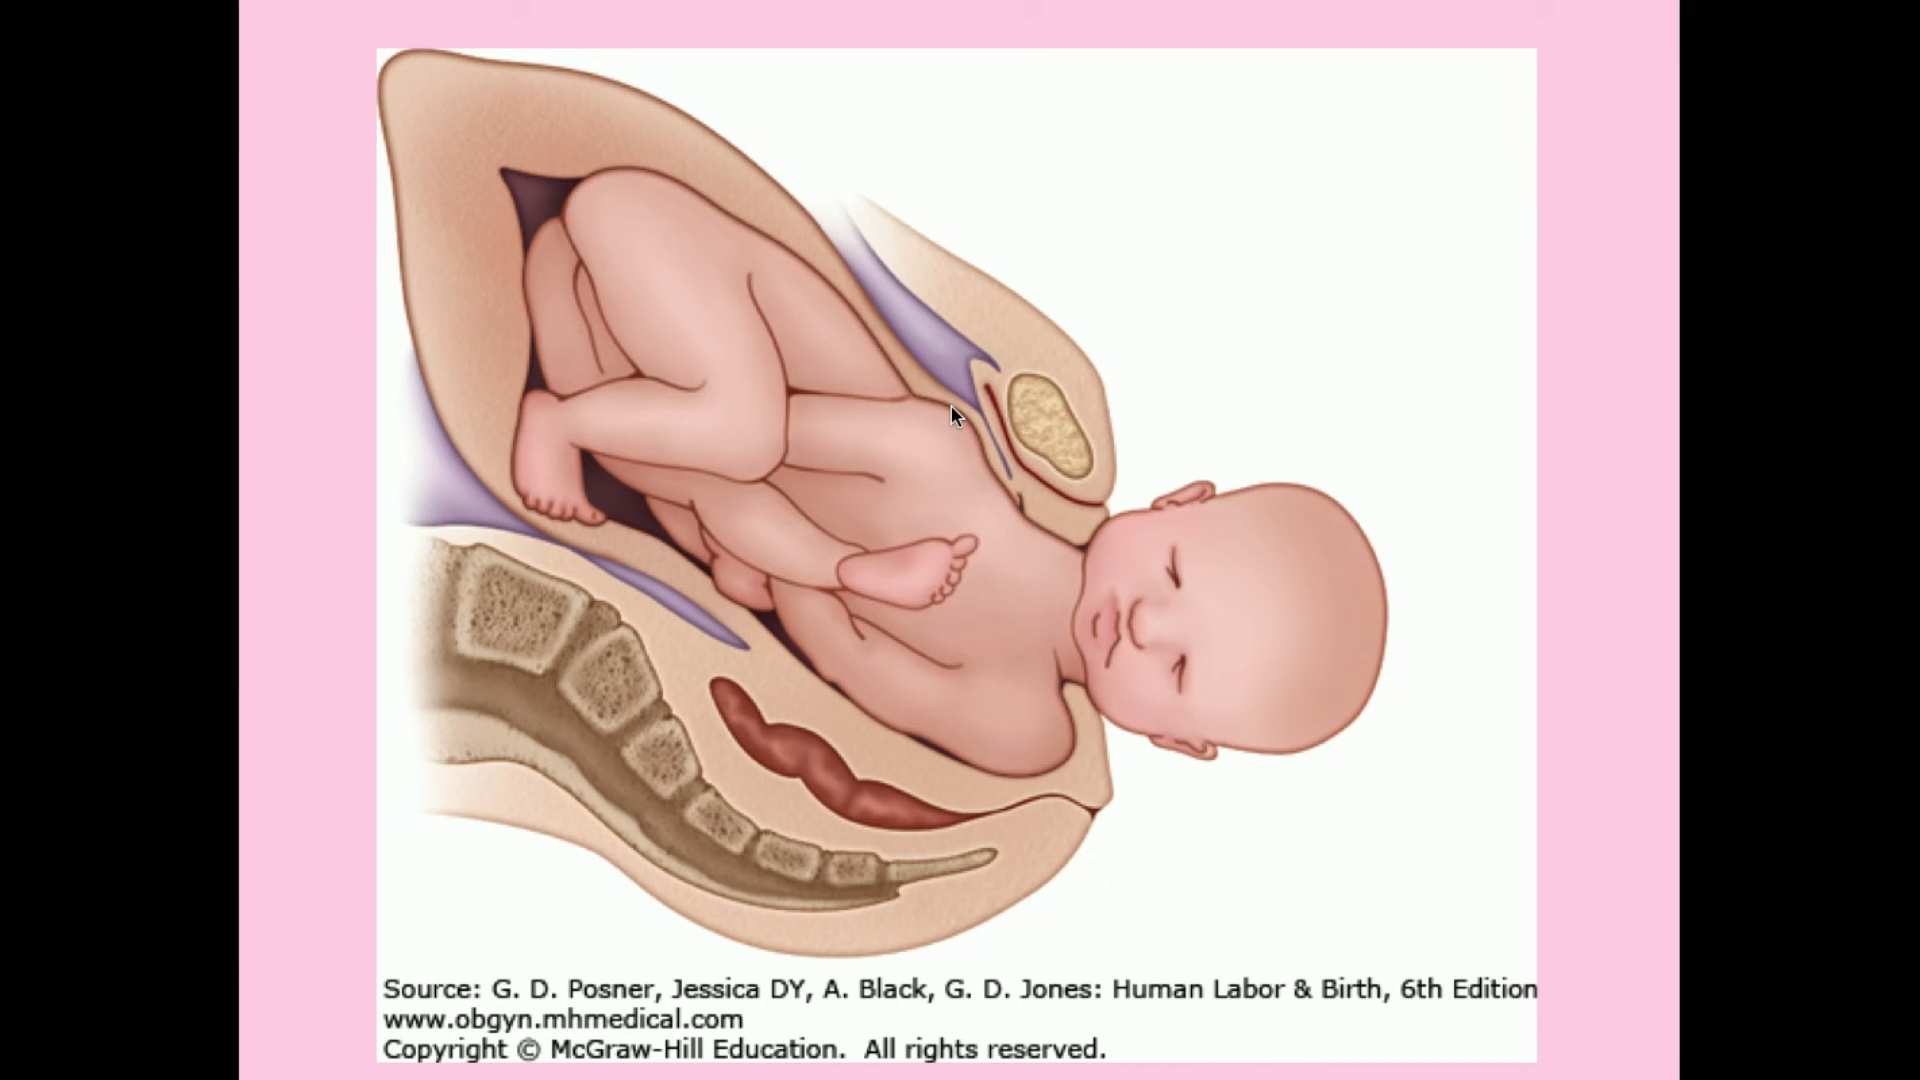 Source: G. D. Posner, Jessica DY, A. Black, G. D. Jones: Human Labor & Birth, 6th Edition
www.obgyn.mhmedical.com
Copyright © McGraw-Hill Education. All rights reserved.